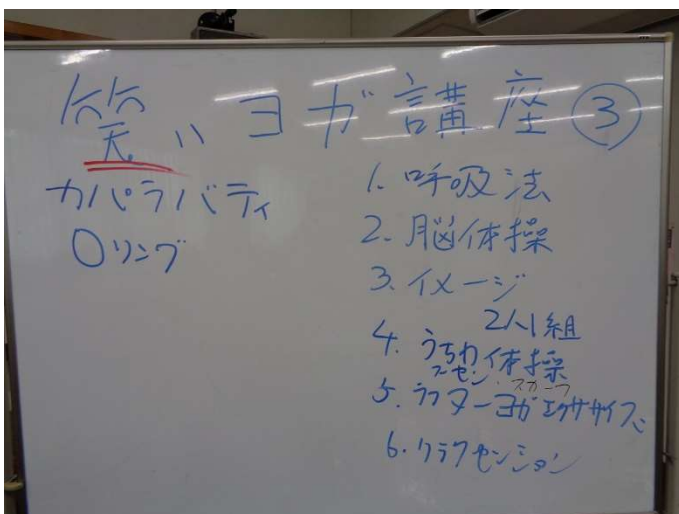 笑いヨガ講座③
カパラバティ
Oリング
1. 呼吸法
2. 脳体操
3. イメージ
2人1組
4. うちわ体操
フーセン・スカーフ
5. ラフターヨガエクササイズ
6. リラクセンション